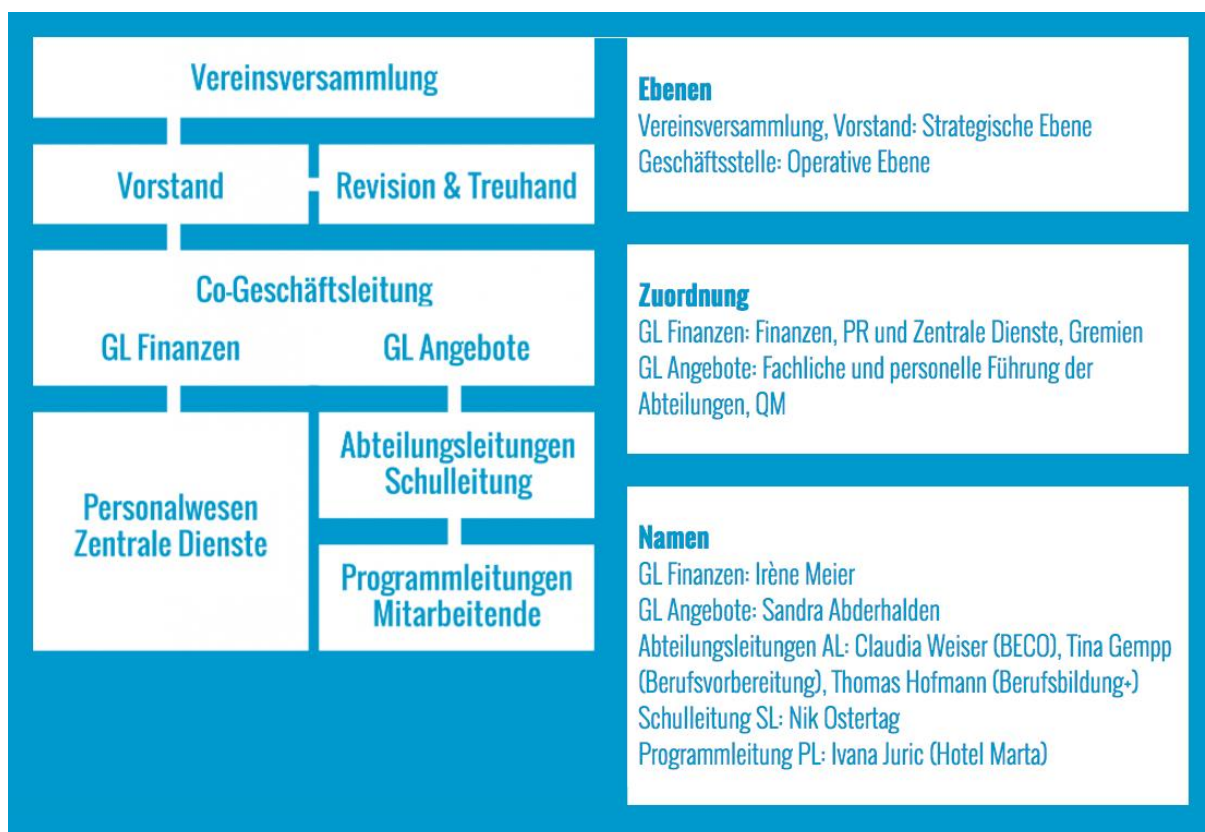 Vereinsversammlung
Vorstand
Revision & Treuhand
Co-Geschäftsleitung
GL Finanzen
GL Angebote
Personalwesen
Zentrale Dienste
Abteilungsleitungen
Schulleitung
Programmleitungen
Mitarbeitende
Ebenen
Vereinsversammlung, Vorstand: Strategische Ebene
Geschäftsstelle: Operative Ebene
Zuordnung
GL Finanzen: Finanzen, PR und Zentrale Dienste, Gremien
GL Angebote: Fachliche und personelle Führung der
Abteilungen, QM
Namen
GL Finanzen: Irène Meier
GL Angebote: Sandra Abderhalden
Abteilungsleitungen AL: Claudia Weiser (BECO), Tina Gempp
(Berufsvorbereitung), Thomas Hofmann (Berufsbildung+)
Schulleitung SL: Nik Ostertag
Programmleitung PL: Ivana Juric (Hotel Marta)